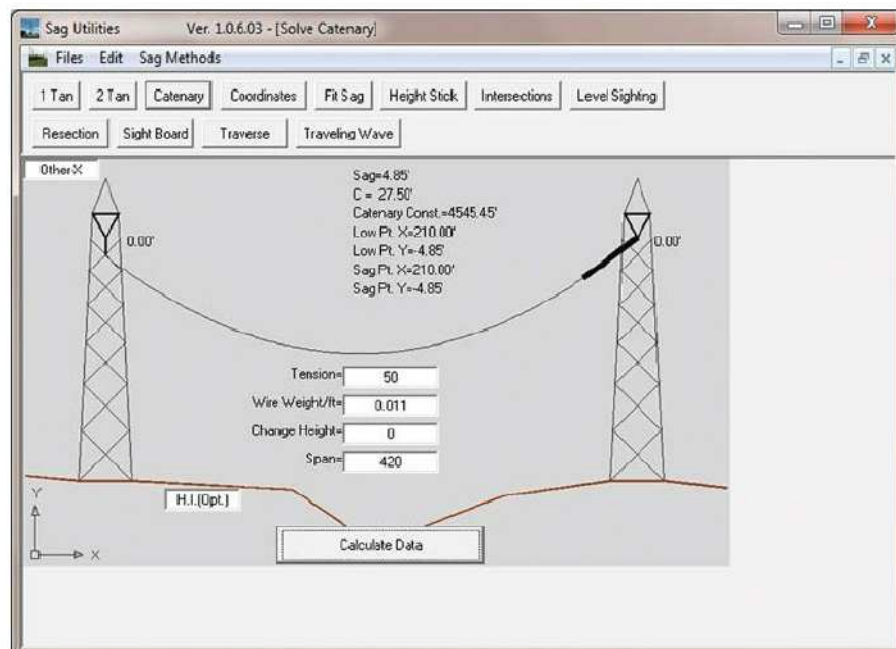 Sag Utilities Ver. 1.0.6.03 - [Solve Catenary]
Files Edit Sag Methods
1 Tan 2 Tan Catenary Coordinates Fit Sag Height Stick Intersections Level Sighting
Resection Sight Board Traverse Traveling Wave
Other-X
Sag=4.85'
C = 27.50'
Catenary Const.=4545.45'
Low Pt. X=210.00'
Low Pt. Y=-4.85'
Sag Pt. X=210.00'
Sag Pt. Y=-4.85'
0.00' 0.00'
Tension= 50
Wire Weight/ft= 0.011
Change Height= 0
Span= 420
H.I.(Opt.)
Y
X
Calculate Data